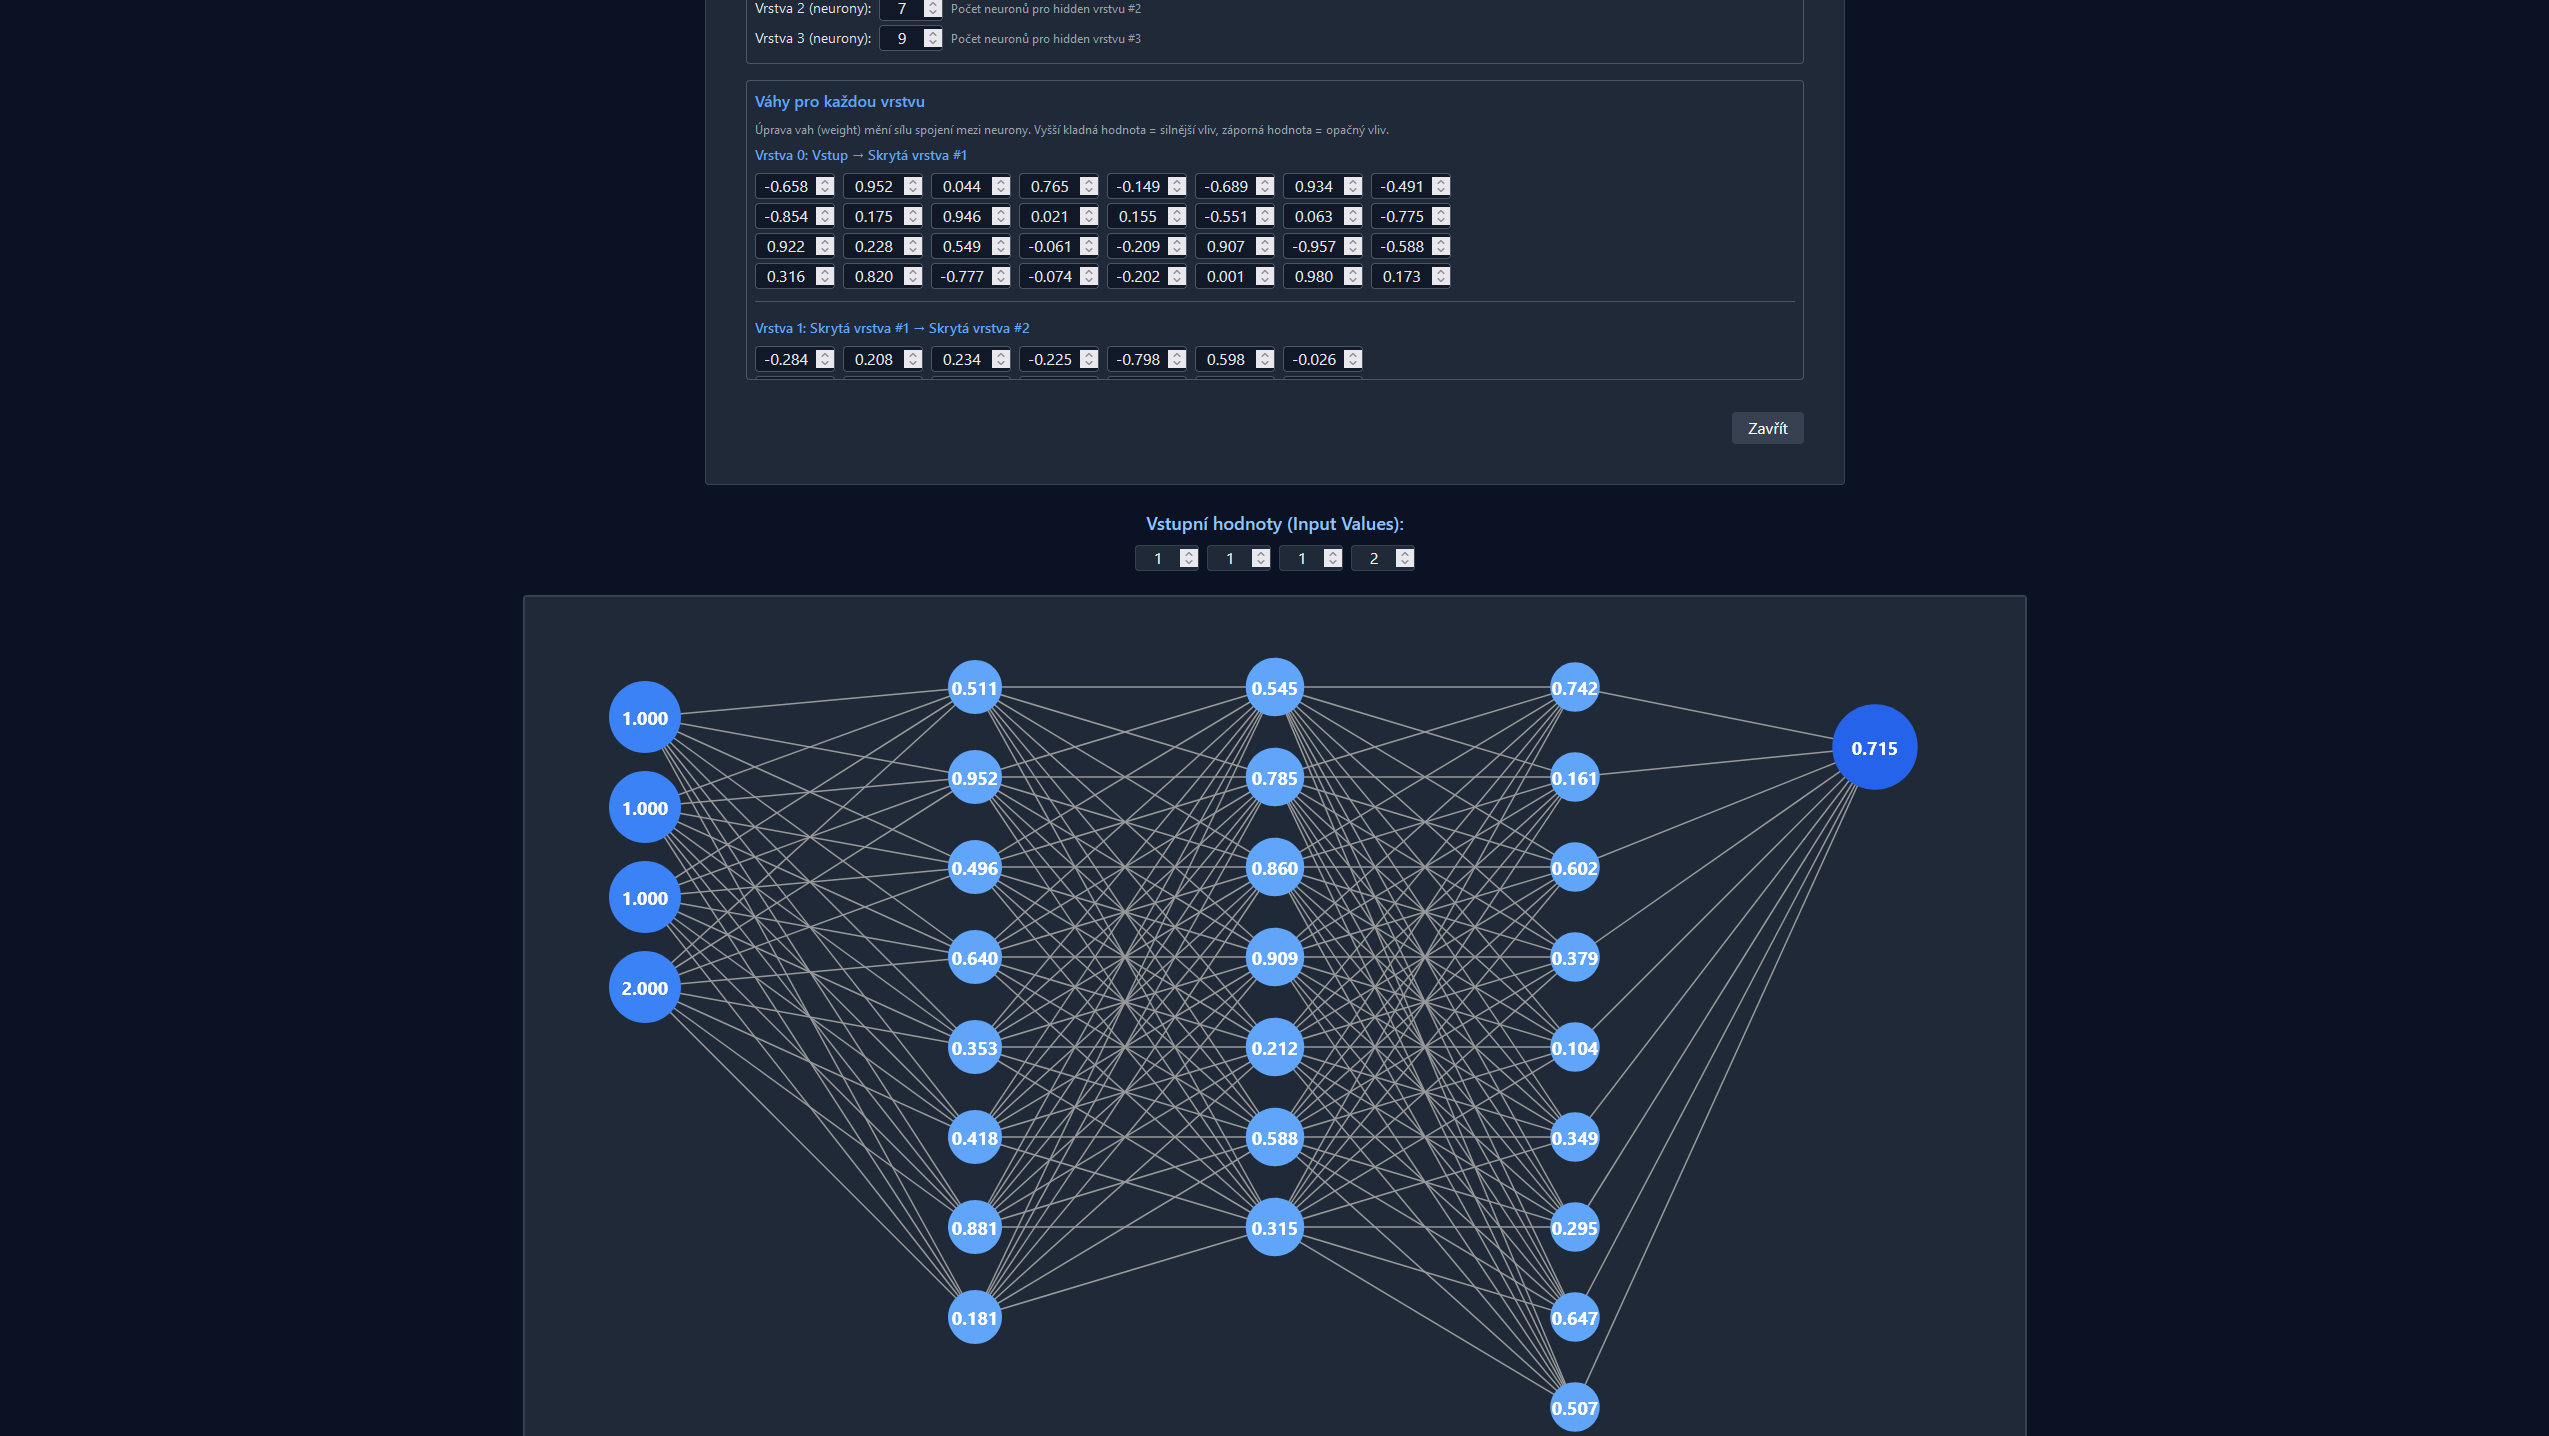 Vrstva 2 (neurony): 7 Počet neuronů pro hidden vrstvu #2
Vrstva 3 (neurony): 9 Počet neuronů pro hidden vrstvu #3
Váhy pro každou vrstvu
Úprava vah (weight) mění sílu spojení mezi neurony. Vyšší kladná hodnota = silnější vliv, záporná hodnota = opačný vliv.
Vrstva 0: Vstup → Skrytá vrstva #1
-0.658 0.952 0.044 0.765 -0.149 -0.689 0.934 -0.491
-0.854 0.175 0.946 0.021 0.155 -0.551 0.063 -0.775
0.922 0.228 0.549 -0.061 -0.209 0.907 -0.957 -0.588
0.316 0.820 -0.777 -0.074 -0.202 0.001 0.980 0.173
Vrstva 1: Skrytá vrstva #1 → Skrytá vrstva #2
-0.284 0.208 0.234 -0.225 -0.798 0.598 -0.026
Zavřít
Vstupní hodnoty (Input Values):
1 1 1 2
1.000
1.000
1.000
2.000
0.511
0.952
0.496
0.640
0.353
0.418
0.881
0.181
0.545
0.785
0.860
0.909
0.212
0.588
0.315
0.742
0.161
0.602
0.379
0.104
0.349
0.295
0.647
0.507
0.715